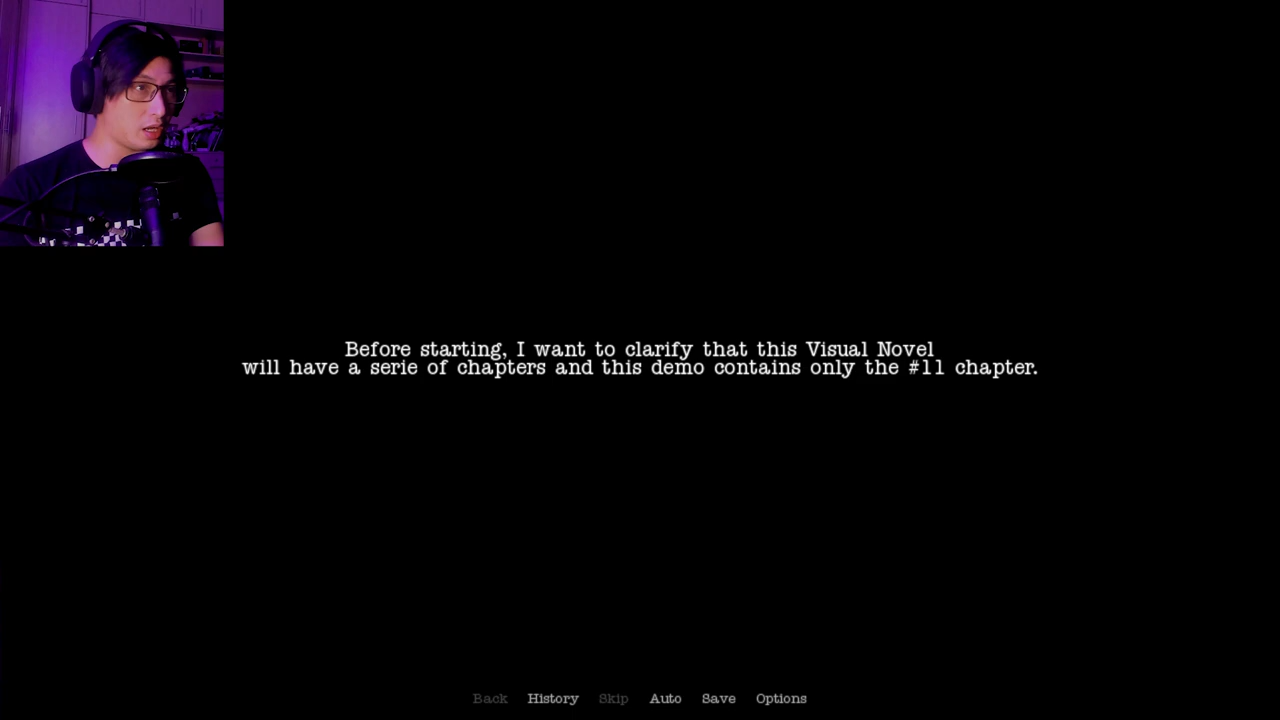 Before starting, I want to clarify that this Visual Novel
will have a serie of chapters and this demo contains only the #11 chapter.
Back History Skip Auto Save Options